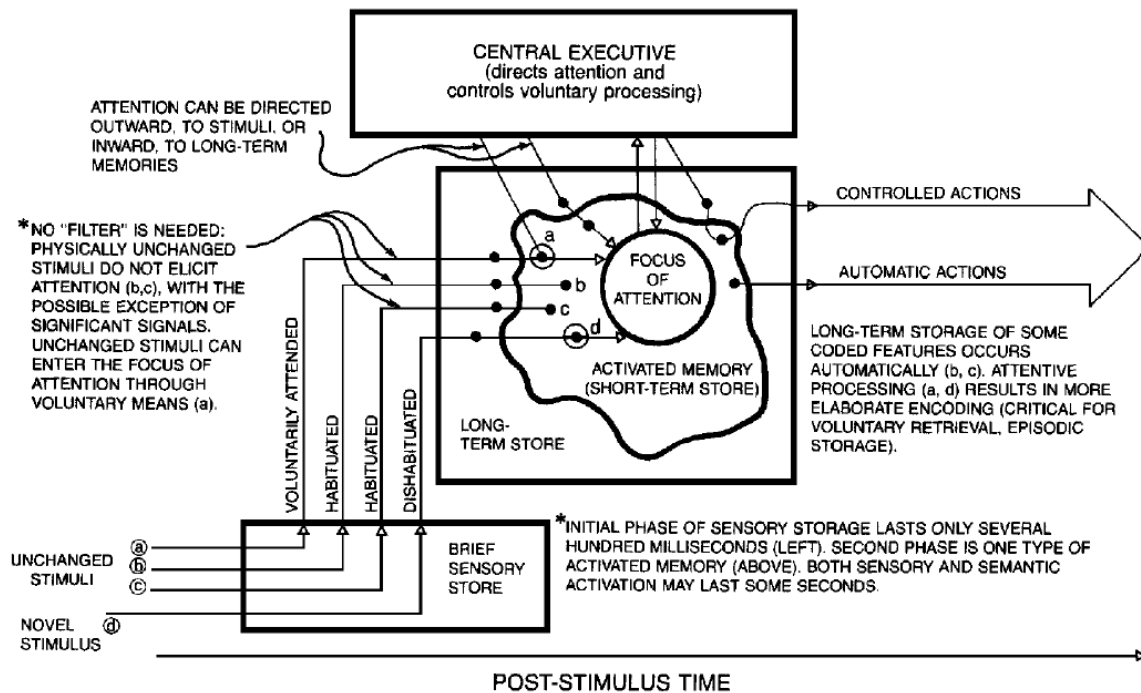 CENTRAL EXECUTIVE
(directs attention and
controls voluntary processing)
ATTENTION CAN BE DIRECTED
OUTWARD, TO STIMULI, OR
INWARD, TO LONG-TERM
MEMORIES
*NO "FILTER" IS NEEDED:
PHYSICALLY UNCHANGED
STIMULI DO NOT ELICIT
ATTENTION (b,c), WITH THE
POSSIBLE EXCEPTION OF
SIGNIFICANT SIGNALS.
UNCHANGED STIMULI CAN
ENTER THE FOCUS OF
ATTENTION THROUGH
VOLUNTARY MEANS (a).
a
b
c
d
FOCUS
OF
ATTENTION
ACTIVATED MEMORY
(SHORT-TERM STORE)
LONG-
TERM STORE
CONTROLLED ACTIONS
AUTOMATIC ACTIONS
LONG-TERM STORAGE OF SOME
CODED FEATURES OCCURS
AUTOMATICALLY (b, c). ATTENTIVE
PROCESSING (a, d) RESULTS IN MORE
ELABORATE ENCODING (CRITICAL FOR
VOLUNTARY RETRIEVAL, EPISODIC
STORAGE).
VOLUNTARILY ATTENDED
HABITUATED
HABITUATED
DISHABITUATED
UNCHANGED
STIMULI
a
b
c
NOVEL d
STIMULUS
BRIEF
SENSORY
STORE
*INITIAL PHASE OF SENSORY STORAGE LASTS ONLY SEVERAL
HUNDRED MILLISECONDS (LEFT). SECOND PHASE IS ONE TYPE OF
ACTIVATED MEMORY (ABOVE). BOTH SENSORY AND SEMANTIC
ACTIVATION MAY LAST SOME SECONDS.
POST-STIMULUS TIME